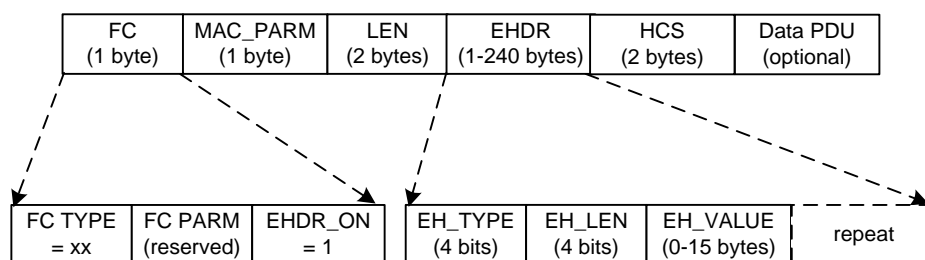 FC MAC_PARM LEN EHDR HCS Data PDU
(1 byte) (1 byte) (2 bytes) (1-240 bytes) (2 bytes) (optional)
FC TYPE FC PARM EHDR_ON EH_TYPE EH_LEN EH_VALUE
= xx (reserved) = 1 (4 bits) (4 bits) (0-15 bytes) repeat